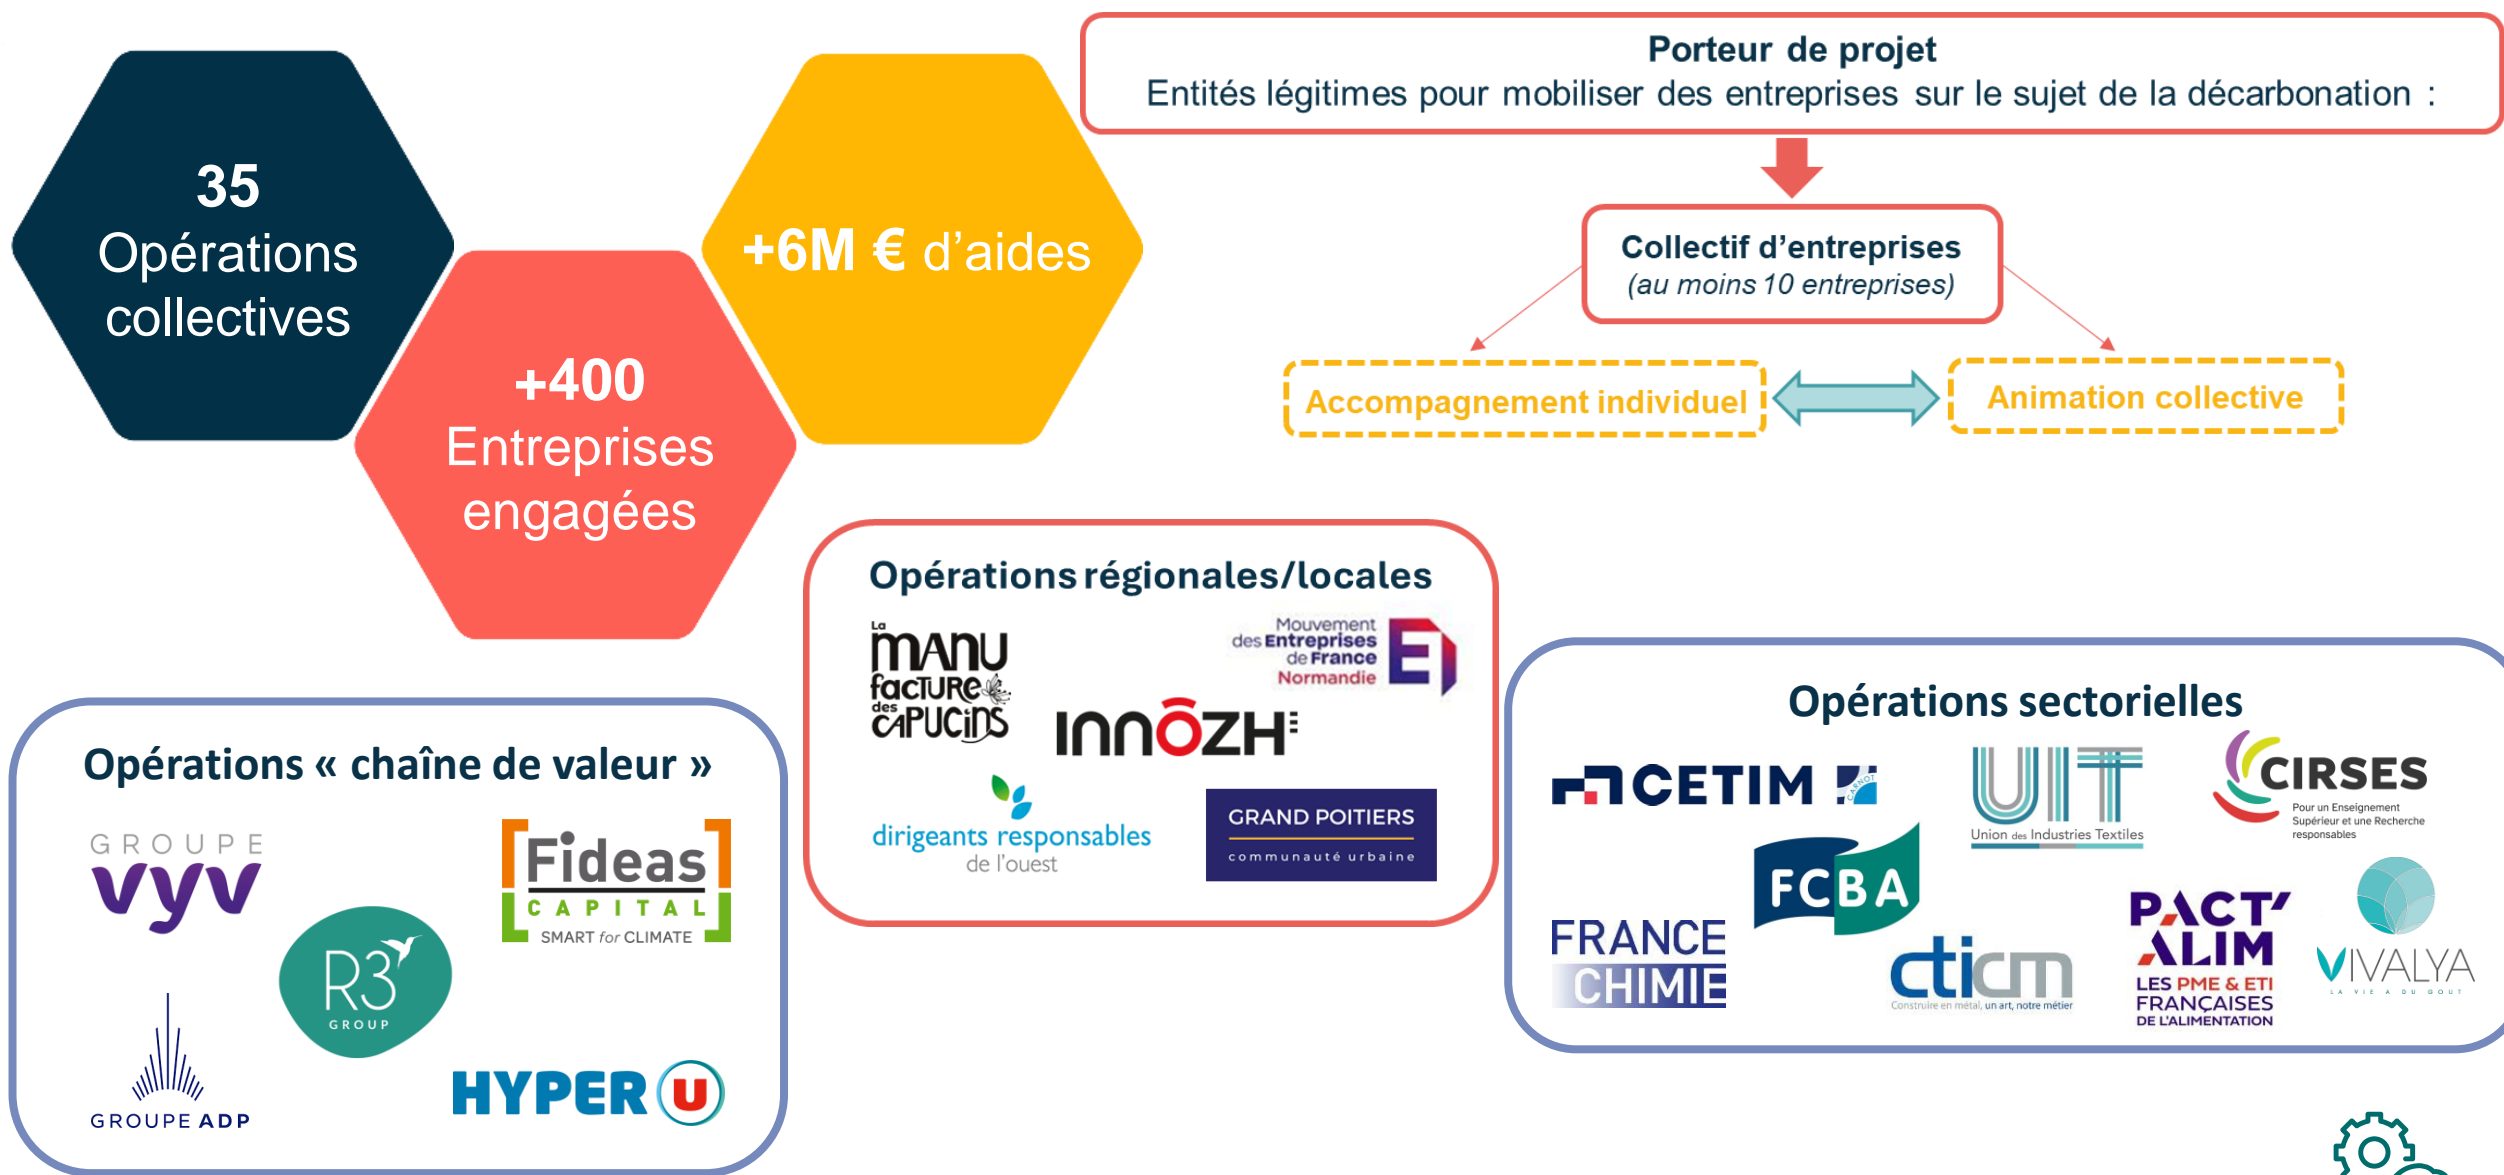 35
Opérations
collectives
+400
Entreprises
engagées
+6M € d'aides
Porteur de projet
Entités légitimes pour mobiliser des entreprises sur le sujet de la décarbonation :
Collectif d'entreprises
(au moins 10 entreprises)
Accompagnement individuel
Animation collective
Opérations « chaîne de valeur »
GROUPE
vyv
Fideas
CAPITAL
SMART for CLIMATE
R3
GROUP
GROUPE ADP
HYPER U
Opérations régionales/locales
La
MANU
facTURe
des
CAPUCiNS
Mouvement
des Entreprises
de France
Normandie
INNÔZH
dirigeants responsables
de l'ouest
GRAND POITIERS
communauté urbaine
Opérations sectorielles
CETIM
CARNOT
UIT
Union des Industries Textiles
CIRSES
Pour un Enseignement
Supérieur et une Recherche
responsables
FCBA
FRANCE
CHIMIE
cticm
Construire en métal, un art, notre métier
PACT'
ALIM
LES PME & ETI
FRANÇAISES
DE L'ALIMENTATION
VIVALYA
LA VIE A DU GOUT